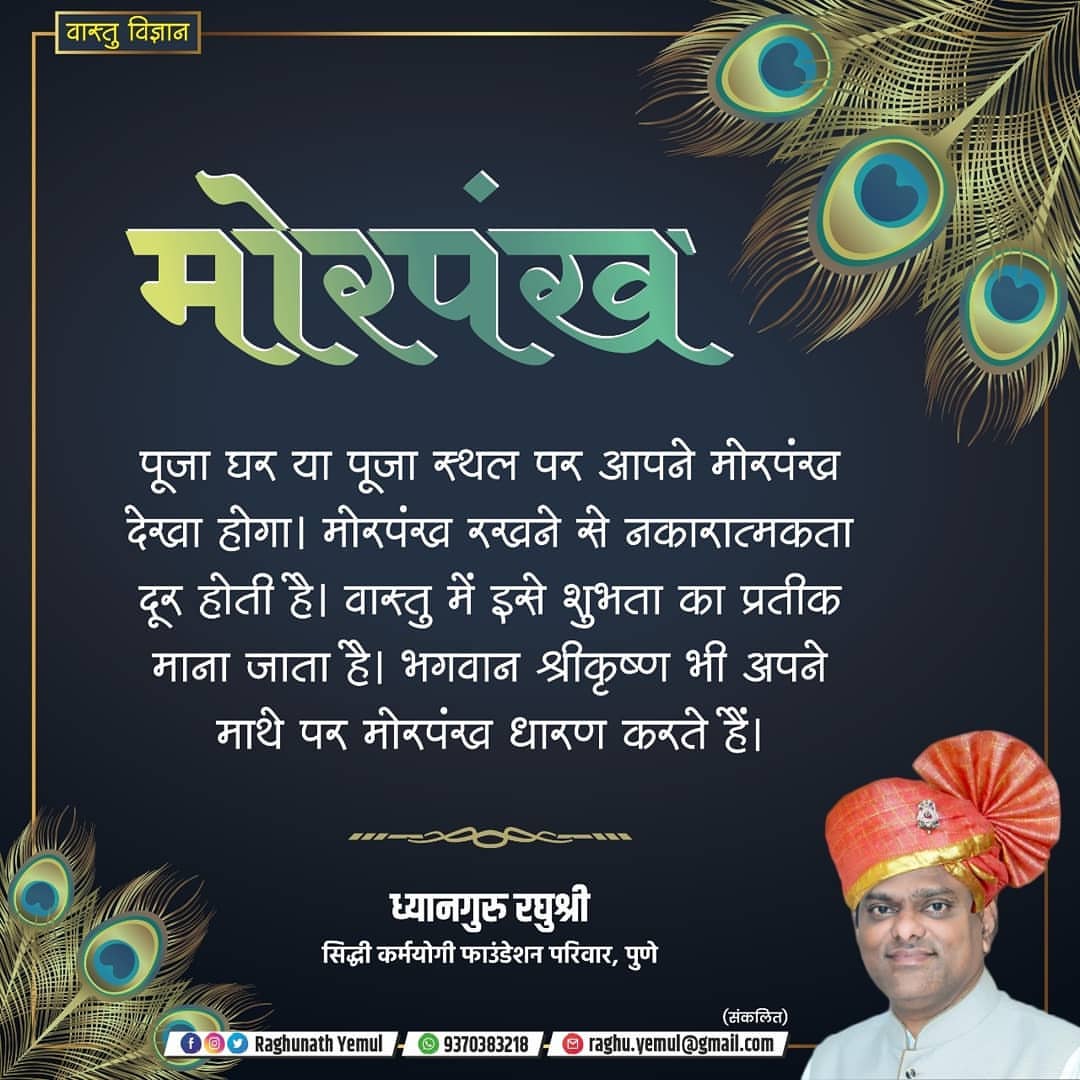 वास्तु विज्ञान
मोरपंख
पूजा घर या पूजा स्थल पर आपने मोरपंख
देखा होगा। मोरपंख रखने से नकारात्मकता
दूर होती है। वास्तु में इसे शुभता का प्रतीक
माना जाता है। भगवान श्रीकृष्ण भी अपने
माथे पर मोरपंख धारण करते हैं।
ध्यानगुरु रघुश्री
सिद्धी कर्मयोगी फाउंडेशन परिवार, पुणे
(संकलित)
Raghunath Yemul 9370383218 raghu.yemul@gmail.com